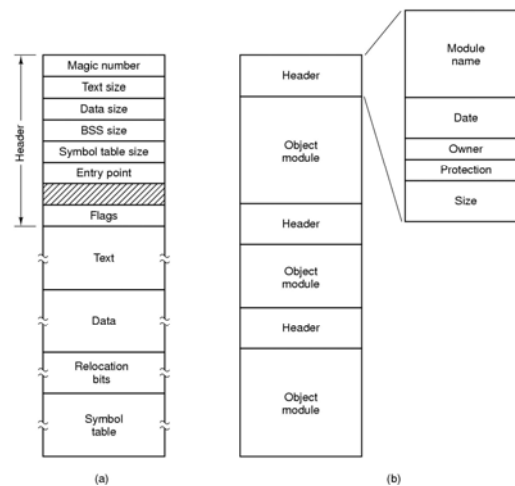 Header
Magic number
Text size
Data size
BSS size
Symbol table size
Entry point
Flags
Text
Data
Relocation
bits
Symbol
table
(a)
Header
Object
module
Header
Object
module
Header
Object
module
(b)
Module
name
Date
Owner
Protection
Size